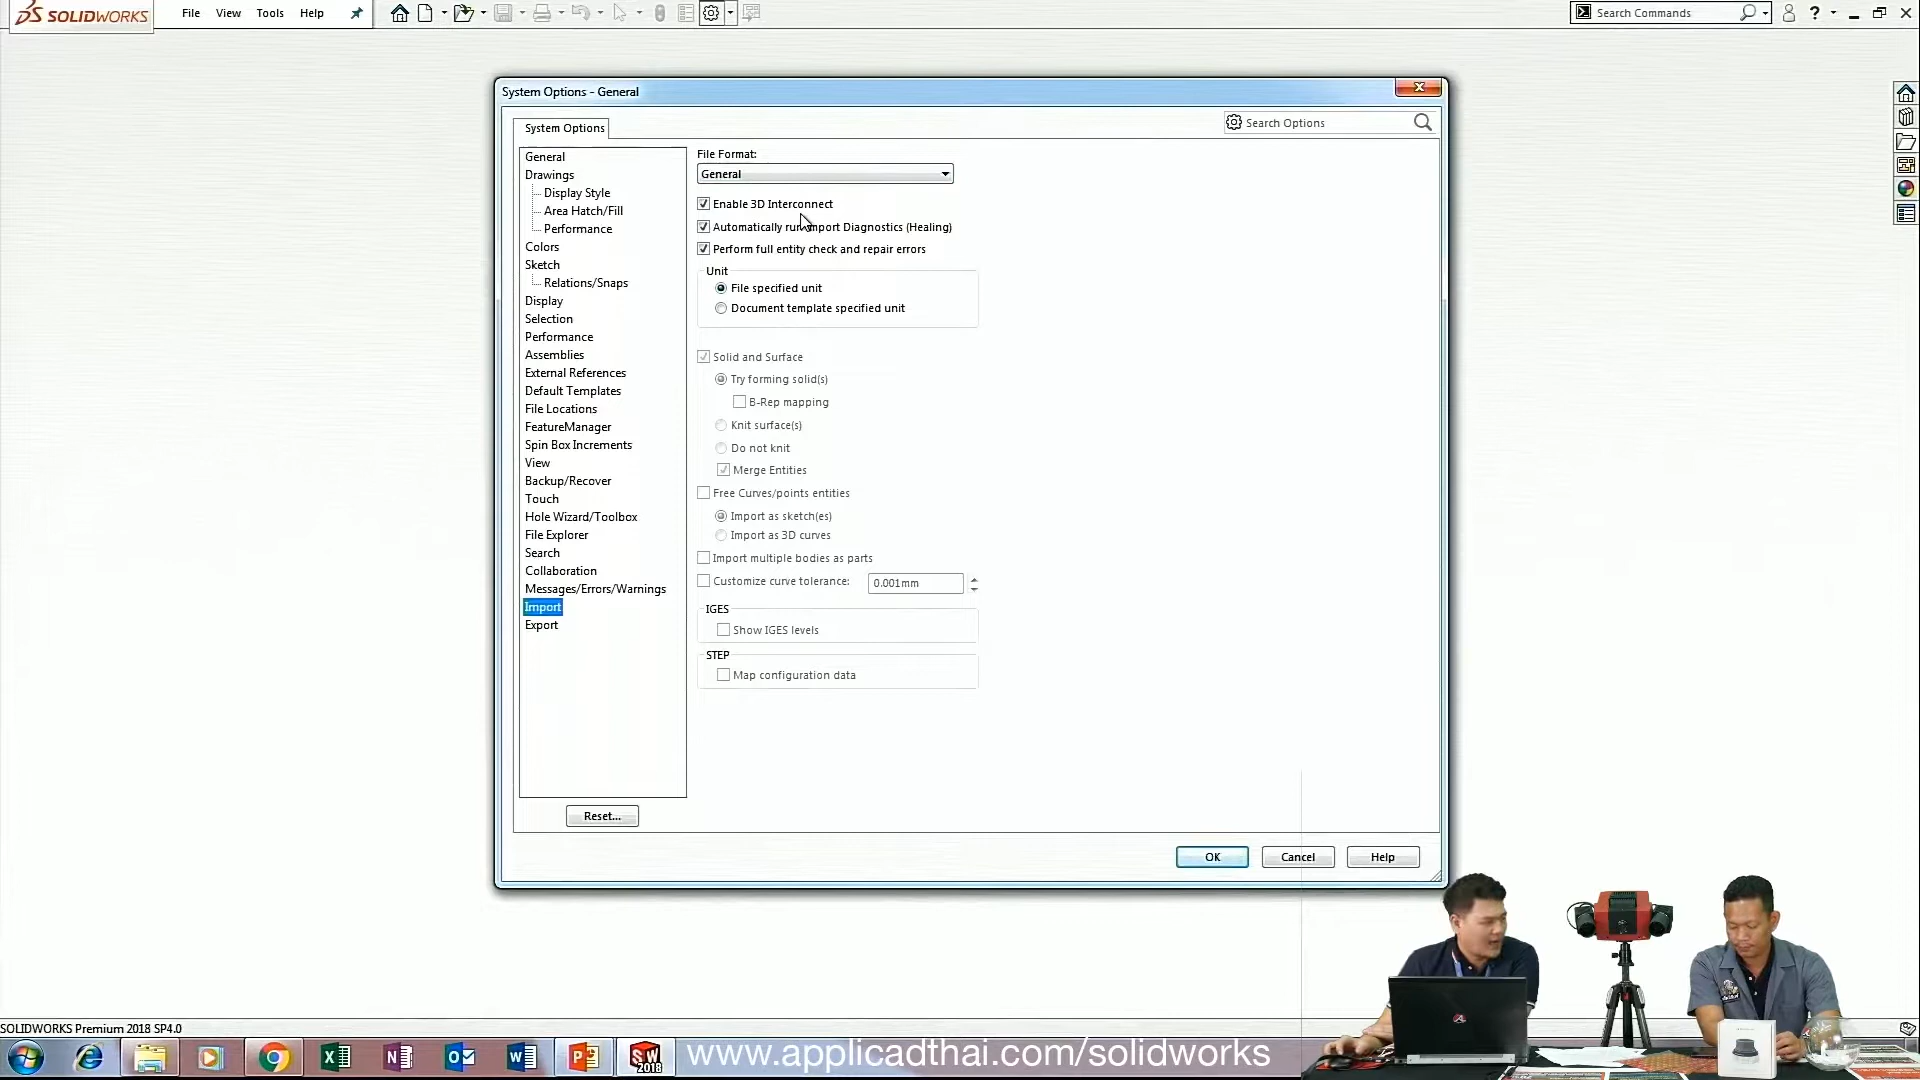 SOLIDWORKS
File View Tools Help
Search Commands
System Options - General
System Options
Search Options
General
Drawings
Display Style
Area Hatch/Fill
Performance
Colors
Sketch
Relations/Snaps
Display
Selection
Performance
Assemblies
External References
Default Templates
File Locations
FeatureManager
Spin Box Increments
View
Backup/Recover
Touch
Hole Wizard/Toolbox
File Explorer
Search
Collaboration
Messages/Errors/Warnings
Import
Export
Reset...
File Format:
General
Enable 3D Interconnect
Automatically run Import Diagnostics (Healing)
Perform full entity check and repair errors
Unit
File specified unit
Document template specified unit
Solid and Surface
Try forming solid(s)
B-Rep mapping
Knit surface(s)
Do not knit
Merge Entities
Free Curves/points entities
Import as sketch(es)
Import as 3D curves
Import multiple bodies as parts
Customize curve tolerance: 0.001mm
IGES
Show IGES levels
STEP
Map configuration data
OK Cancel Help
SOLIDWORKS Premium 2018 SP4.0
SW 2018
www.applicadthai.com/solidworks